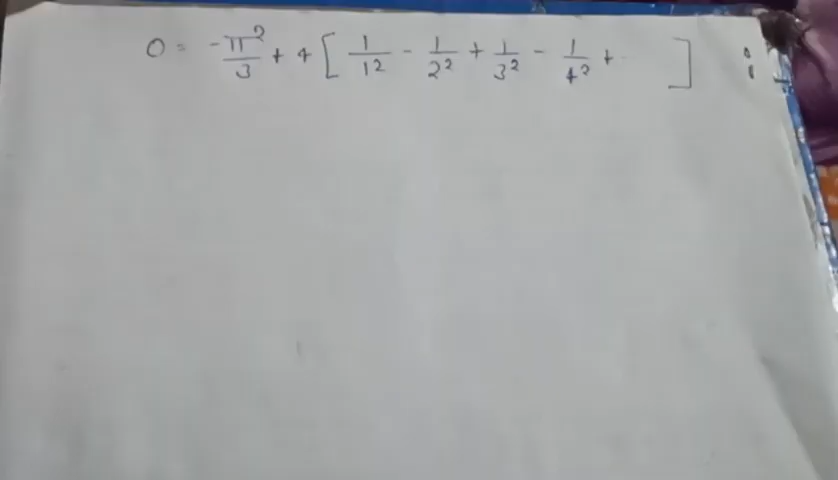 0 = -π²/3 + 4 [ 1/1² - 1/2² + 1/3² - 1/4² + ... ]